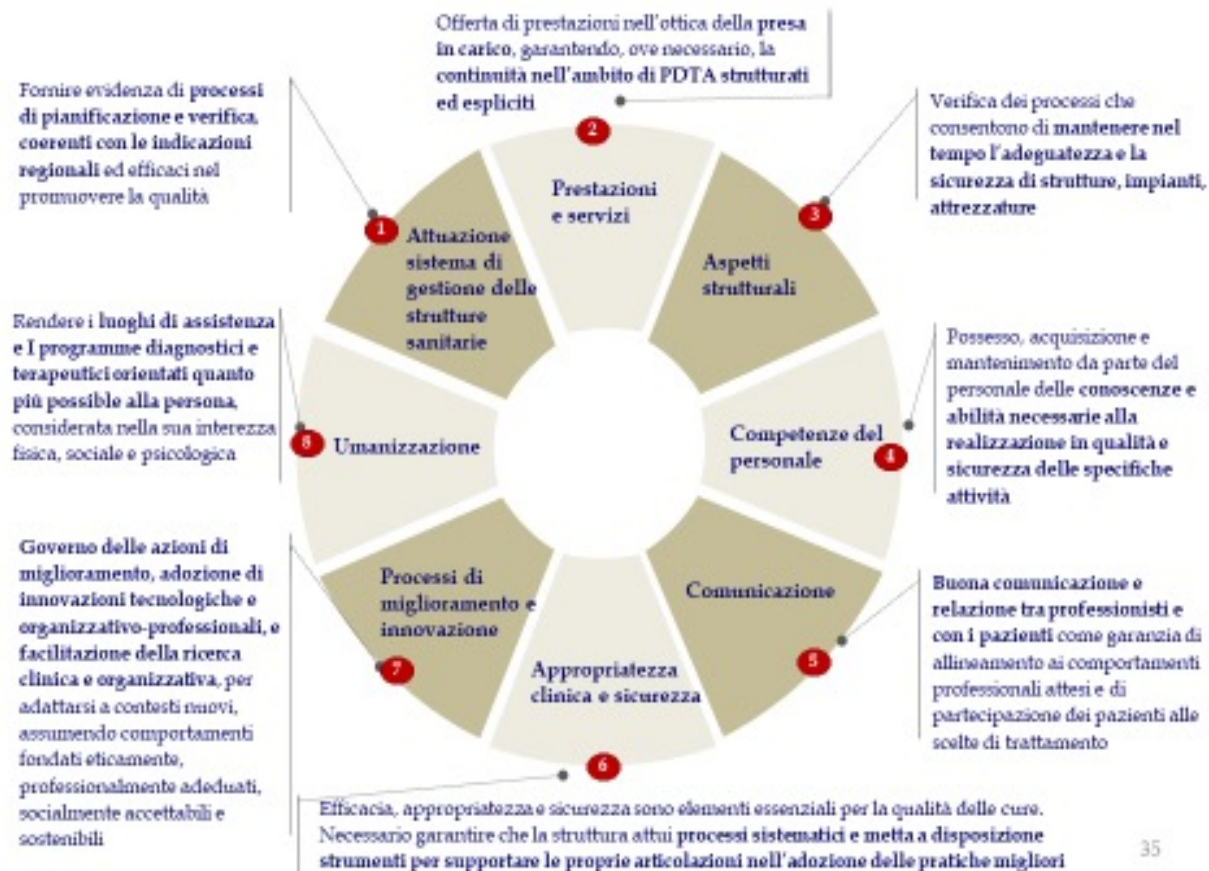 Offerta di prestazioni nell'ottica della presa
in carico, garantendo, ove necessario, la
continuità nell'ambito di PDTA strutturati
ed espliciti
Fornire evidenza di processi
di pianificazione e verifica,
coerenti con le indicazioni
regionali ed efficaci nel
promuovere la qualità
Verifica dei processi che
consentono di mantenere nel
tempo l'adeguatezza e la
sicurezza di strutture, impianti,
attrezzature
1
Attuazione
sistema di
gestione delle
strutture
sanitarie
2
Prestazioni
e servizi
3
Aspetti
strutturali
Rendere i luoghi di assistenza
e I programme diagnostici e
terapeutici orientati quanto
più possibile alla persona,
considerata nella sua interezza
fisica, sociale e psicologica
8
Umanizzazione
Competenze del
personale
4
Possesso, acquisizione e
mantenimento da parte del
personale delle conoscenze e
abilità necessarie alla
realizzazione in qualità e
sicurezza delle specifiche
attività
Governo delle azioni di
miglioramento, adozione di
innovazioni tecnologiche e
organizzativo-professionali, e
facilitazione della ricerca
clinica e organizzativa, per
adattarsi a contesti nuovi,
assumendo comportamenti
fondati eticamente,
professionalmente adeduati,
socialmente accettabili e
sostenibili
Processi di
miglioramento e
innovazione
7
Appropriatezza
clinica e sicurezza
6
Comunicazione
5
Buona comunicazione e
relazione tra professionisti e
con i pazienti come garanzia di
allineamento ai comportamenti
professionali attesi e di
partecipazione dei pazienti alle
scelte di trattamento
Efficacia, appropriatezza e sicurezza sono elementi essenziali per la qualità delle cure.
Necessario garantire che la struttura attui processi sistematici e metta a disposizione
strumenti per supportare le proprie articolazioni nell'adozione delle pratiche migliori
35